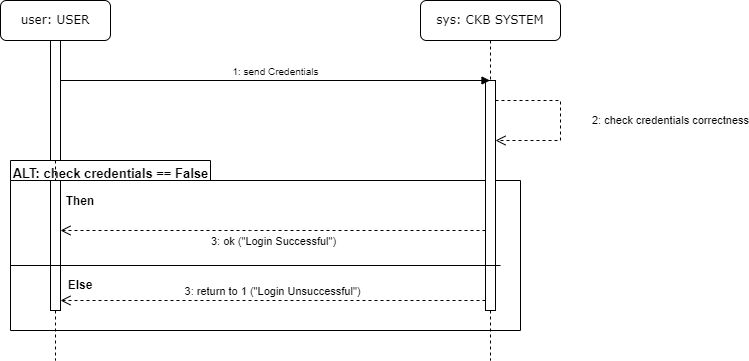 user: USER
sys: CKB SYSTEM
1: send Credentials
2: check credentials correctness
ALT: check credentials == False
Then
3: ok ("Login Successful")
Else
3: return to 1 ("Login Unsuccessful")